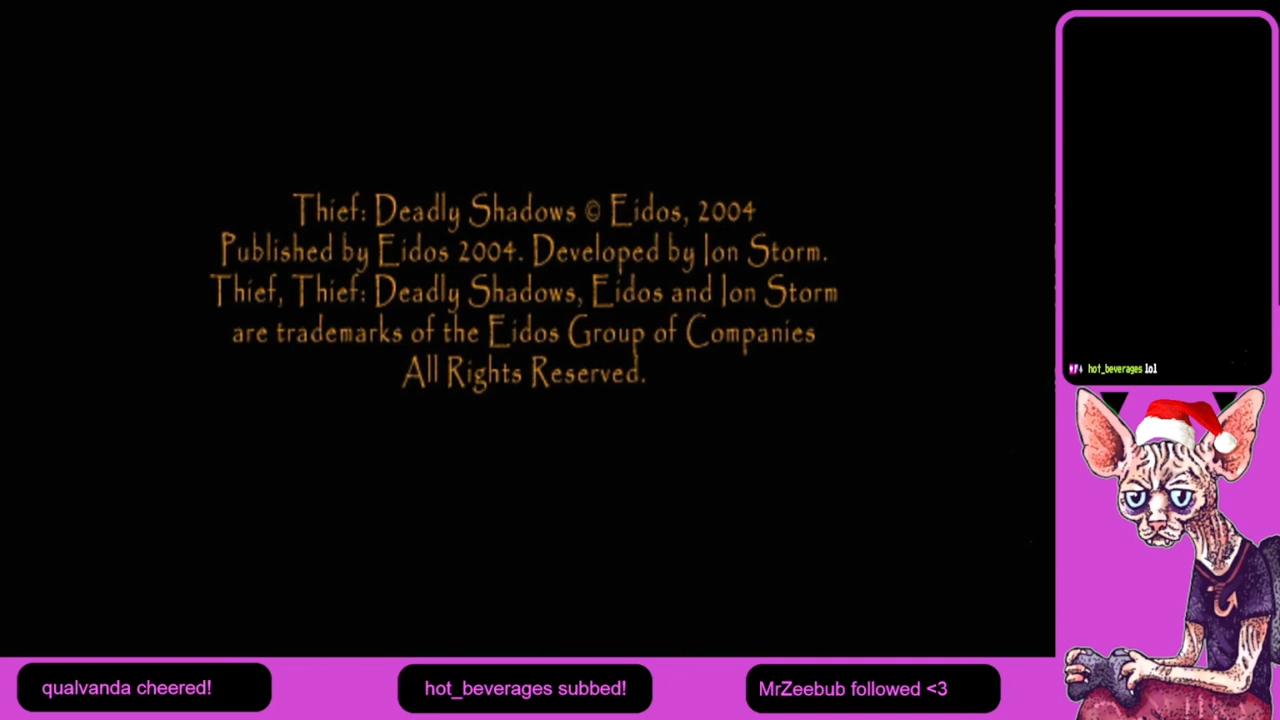 Thief: Deadly Shadows © Eidos, 2004
Published by Eidos 2004. Developed by Ion Storm.
Thief, Thief: Deadly Shadows, Eidos and Ion Storm
are trademarks of the Eidos Group of Companies
All Rights Reserved.
hot_beverages lol
qualvanda cheered!
hot_beverages subbed!
MrZeebub followed <3